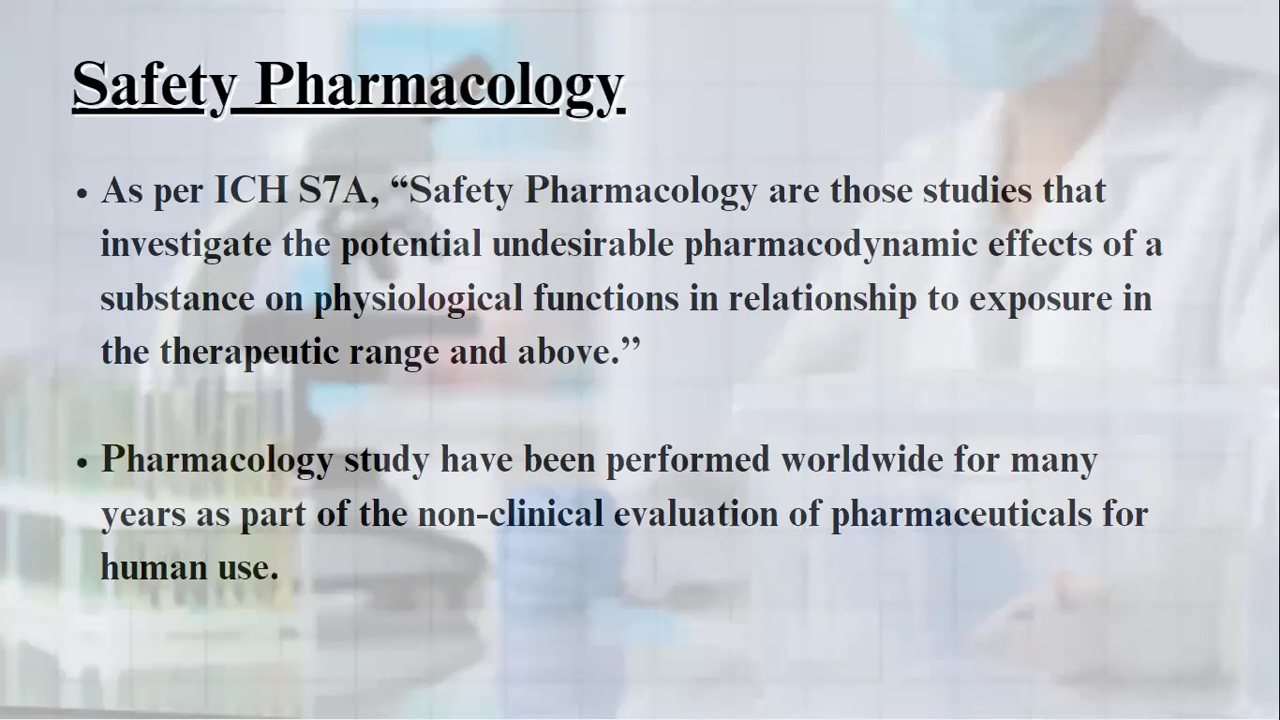 Safety Pharmacology
• As per ICH S7A, “Safety Pharmacology are those studies that
investigate the potential undesirable pharmacodynamic effects of a
substance on physiological functions in relationship to exposure in
the therapeutic range and above.”
• Pharmacology study have been performed worldwide for many
years as part of the non-clinical evaluation of pharmaceuticals for
human use.